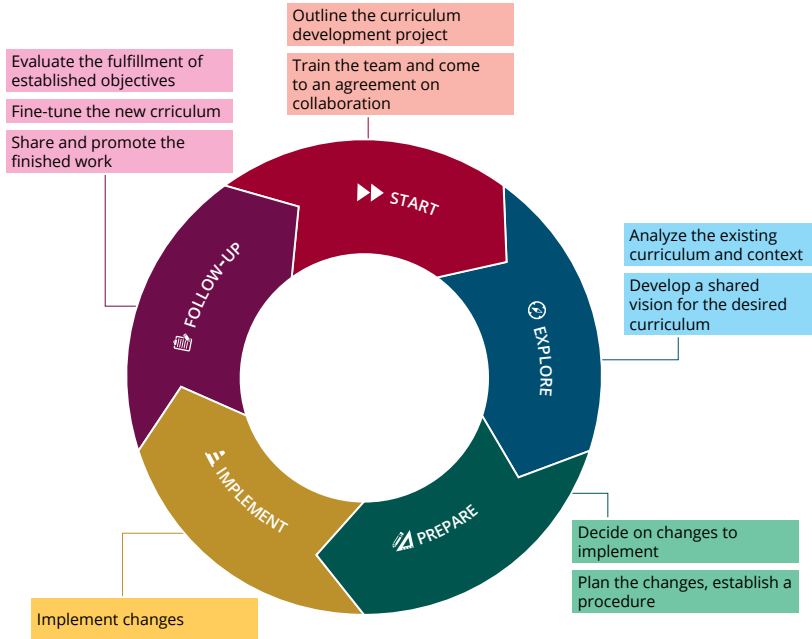 Outline the curriculum
development project
Train the team and come
to an agreement on
collaboration
START
Analyze the existing
curriculum and context
Develop a shared
vision for the desired
curriculum
EXPLORE
Decide on changes to
implement
Plan the changes, establish a
procedure
PREPARE
Implement changes
IMPLEMENT
Evaluate the fulfillment of
established objectives
Fine-tune the new crriculum
Share and promote the
finished work
FOLLOW-UP